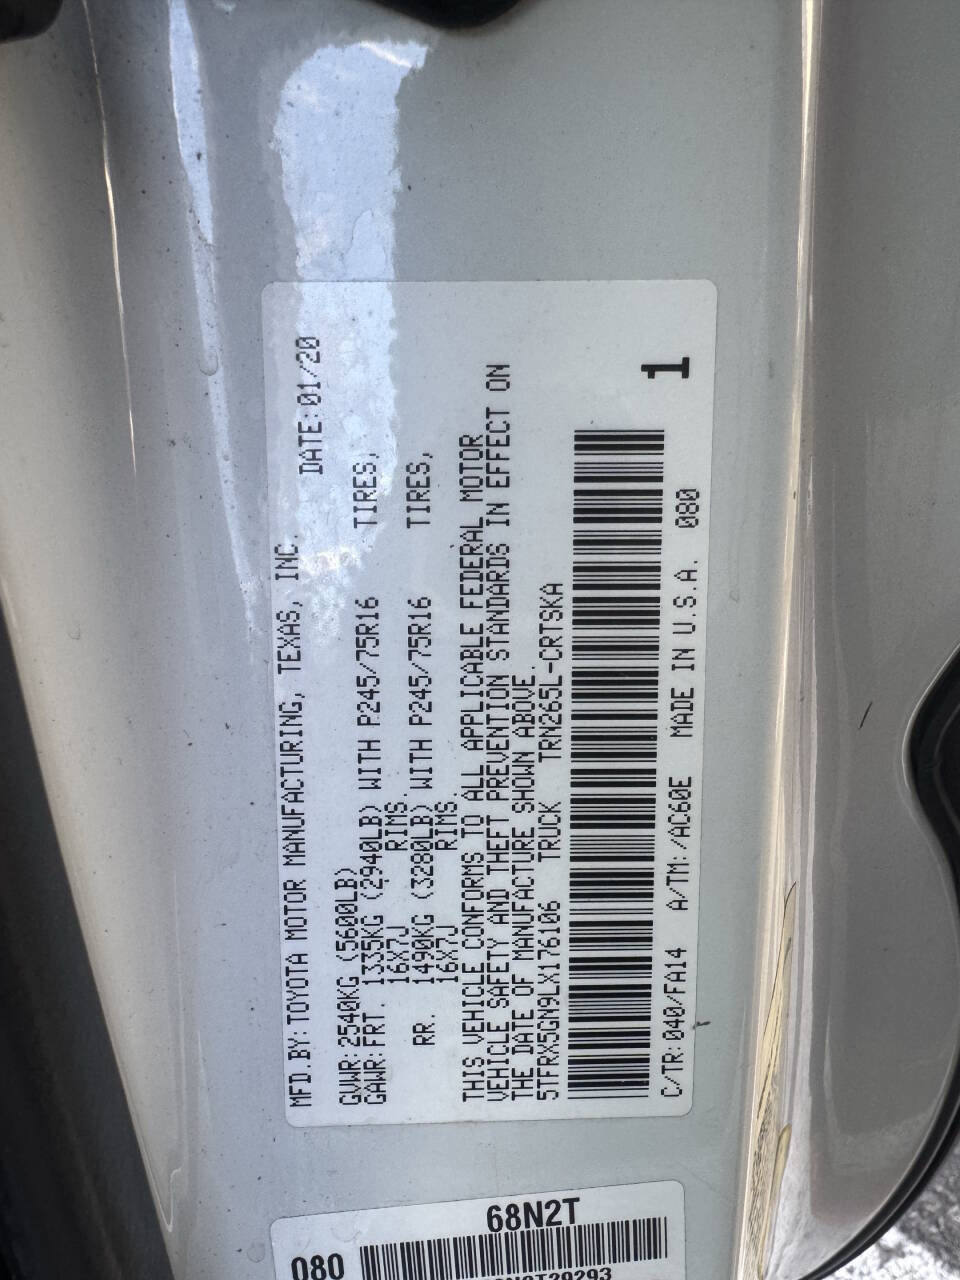 MFD.BY:TOYOTA MOTOR MANUFACTURING, TEXAS, INC. DATE:01/20
GVWR:2540KG (5600LB)
GAWR:FRT. 1335KG (2940LB) WITH P245/75R16 TIRES,
16X7J RIMS.
RR. 1490KG (3280LB) WITH P245/75R16 TIRES,
16X7J RIMS.
THIS VEHICLE CONFORMS TO ALL APPLICABLE FEDERAL MOTOR
VEHICLE SAFETY AND THEFT PREVENTION STANDARDS IN EFFECT ON
THE DATE OF MANUFACTURE SHOWN ABOVE.
5TFRX5GN9LX176106 TRUCK TRN265L-CRTSKA
1
C/TR:040/FA14 A/TM:/AC60E MADE IN U.S.A. 080
68N2T
080